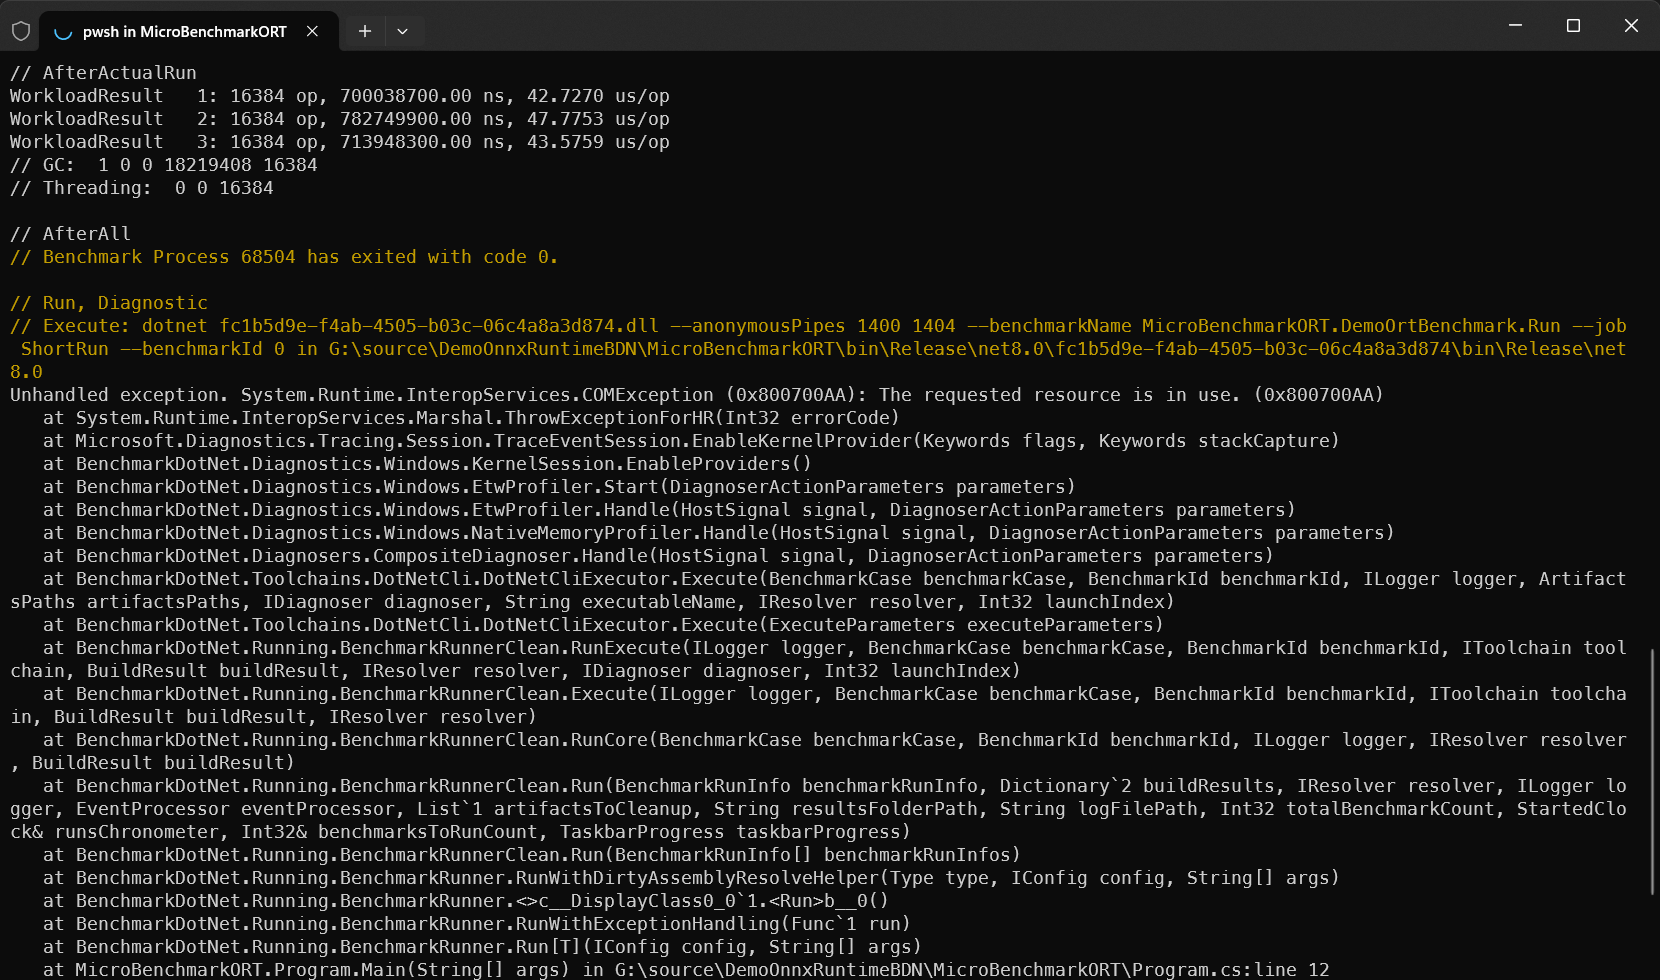 pwsh in MicroBenchmarkORT
// AfterActualRun
WorkloadResult   1: 16384 op, 700038700.00 ns, 42.7270 us/op
WorkloadResult   2: 16384 op, 782749900.00 ns, 47.7753 us/op
WorkloadResult   3: 16384 op, 713948300.00 ns, 43.5759 us/op
// GC:  1 0 0 18219408 16384
// Threading:  0 0 16384
// AfterAll
// Benchmark Process 68504 has exited with code 0.
// Run, Diagnostic
// Execute: dotnet fc1b5d9e-f4ab-4505-b03c-06c4a8a3d874.dll --anonymousPipes 1400 1404 --benchmarkName MicroBenchmarkORT.DemoOrtBenchmark.Run --job
 ShortRun --benchmarkId 0 in G:\source\DemoOnnxRuntimeBDN\MicroBenchmarkORT\bin\Release\net8.0\fc1b5d9e-f4ab-4505-b03c-06c4a8a3d874\bin\Release\net
8.0
Unhandled exception. System.Runtime.InteropServices.COMException (0x800700AA): The requested resource is in use. (0x800700AA)
   at System.Runtime.InteropServices.Marshal.ThrowExceptionForHR(Int32 errorCode)
   at Microsoft.Diagnostics.Tracing.Session.TraceEventSession.EnableKernelProvider(Keywords flags, Keywords stackCapture)
   at BenchmarkDotNet.Diagnostics.Windows.KernelSession.EnableProviders()
   at BenchmarkDotNet.Diagnostics.Windows.EtwProfiler.Start(DiagnoserActionParameters parameters)
   at BenchmarkDotNet.Diagnostics.Windows.EtwProfiler.Handle(HostSignal signal, DiagnoserActionParameters parameters)
   at BenchmarkDotNet.Diagnostics.Windows.NativeMemoryProfiler.Handle(HostSignal signal, DiagnoserActionParameters parameters)
   at BenchmarkDotNet.Diagnosers.CompositeDiagnoser.Handle(HostSignal signal, DiagnoserActionParameters parameters)
   at BenchmarkDotNet.Toolchains.DotNetCli.DotNetCliExecutor.Execute(BenchmarkCase benchmarkCase, BenchmarkId benchmarkId, ILogger logger, Artifact
sPaths artifactsPaths, IDiagnoser diagnoser, String executableName, IResolver resolver, Int32 launchIndex)
   at BenchmarkDotNet.Toolchains.DotNetCli.DotNetCliExecutor.Execute(ExecuteParameters executeParameters)
   at BenchmarkDotNet.Running.BenchmarkRunnerClean.RunExecute(ILogger logger, BenchmarkCase benchmarkCase, BenchmarkId benchmarkId, IToolchain tool
chain, BuildResult buildResult, IResolver resolver, IDiagnoser diagnoser, Int32 launchIndex)
   at BenchmarkDotNet.Running.BenchmarkRunnerClean.Execute(ILogger logger, BenchmarkCase benchmarkCase, BenchmarkId benchmarkId, IToolchain toolcha
in, BuildResult buildResult, IResolver resolver)
   at BenchmarkDotNet.Running.BenchmarkRunnerClean.RunCore(BenchmarkCase benchmarkCase, BenchmarkId benchmarkId, ILogger logger, IResolver resolver
, BuildResult buildResult)
   at BenchmarkDotNet.Running.BenchmarkRunnerClean.Run(BenchmarkRunInfo benchmarkRunInfo, Dictionary`2 buildResults, IResolver resolver, ILogger lo
gger, EventProcessor eventProcessor, List`1 artifactsToCleanup, String resultsFolderPath, String logFilePath, Int32 totalBenchmarkCount, StartedClo
ck& runsChronometer, Int32& benchmarksToRunCount, TaskbarProgress taskbarProgress)
   at BenchmarkDotNet.Running.BenchmarkRunnerClean.Run(BenchmarkRunInfo[] benchmarkRunInfos)
   at BenchmarkDotNet.Running.BenchmarkRunner.RunWithDirtyAssemblyResolveHelper(Type type, IConfig config, String[] args)
   at BenchmarkDotNet.Running.BenchmarkRunner.<>c__DisplayClass0_0`1.<Run>b__0()
   at BenchmarkDotNet.Running.BenchmarkRunner.RunWithExceptionHandling(Func`1 run)
   at BenchmarkDotNet.Running.BenchmarkRunner.Run[T](IConfig config, String[] args)
   at MicroBenchmarkORT.Program.Main(String[] args) in G:\source\DemoOnnxRuntimeBDN\MicroBenchmarkORT\Program.cs:line 12